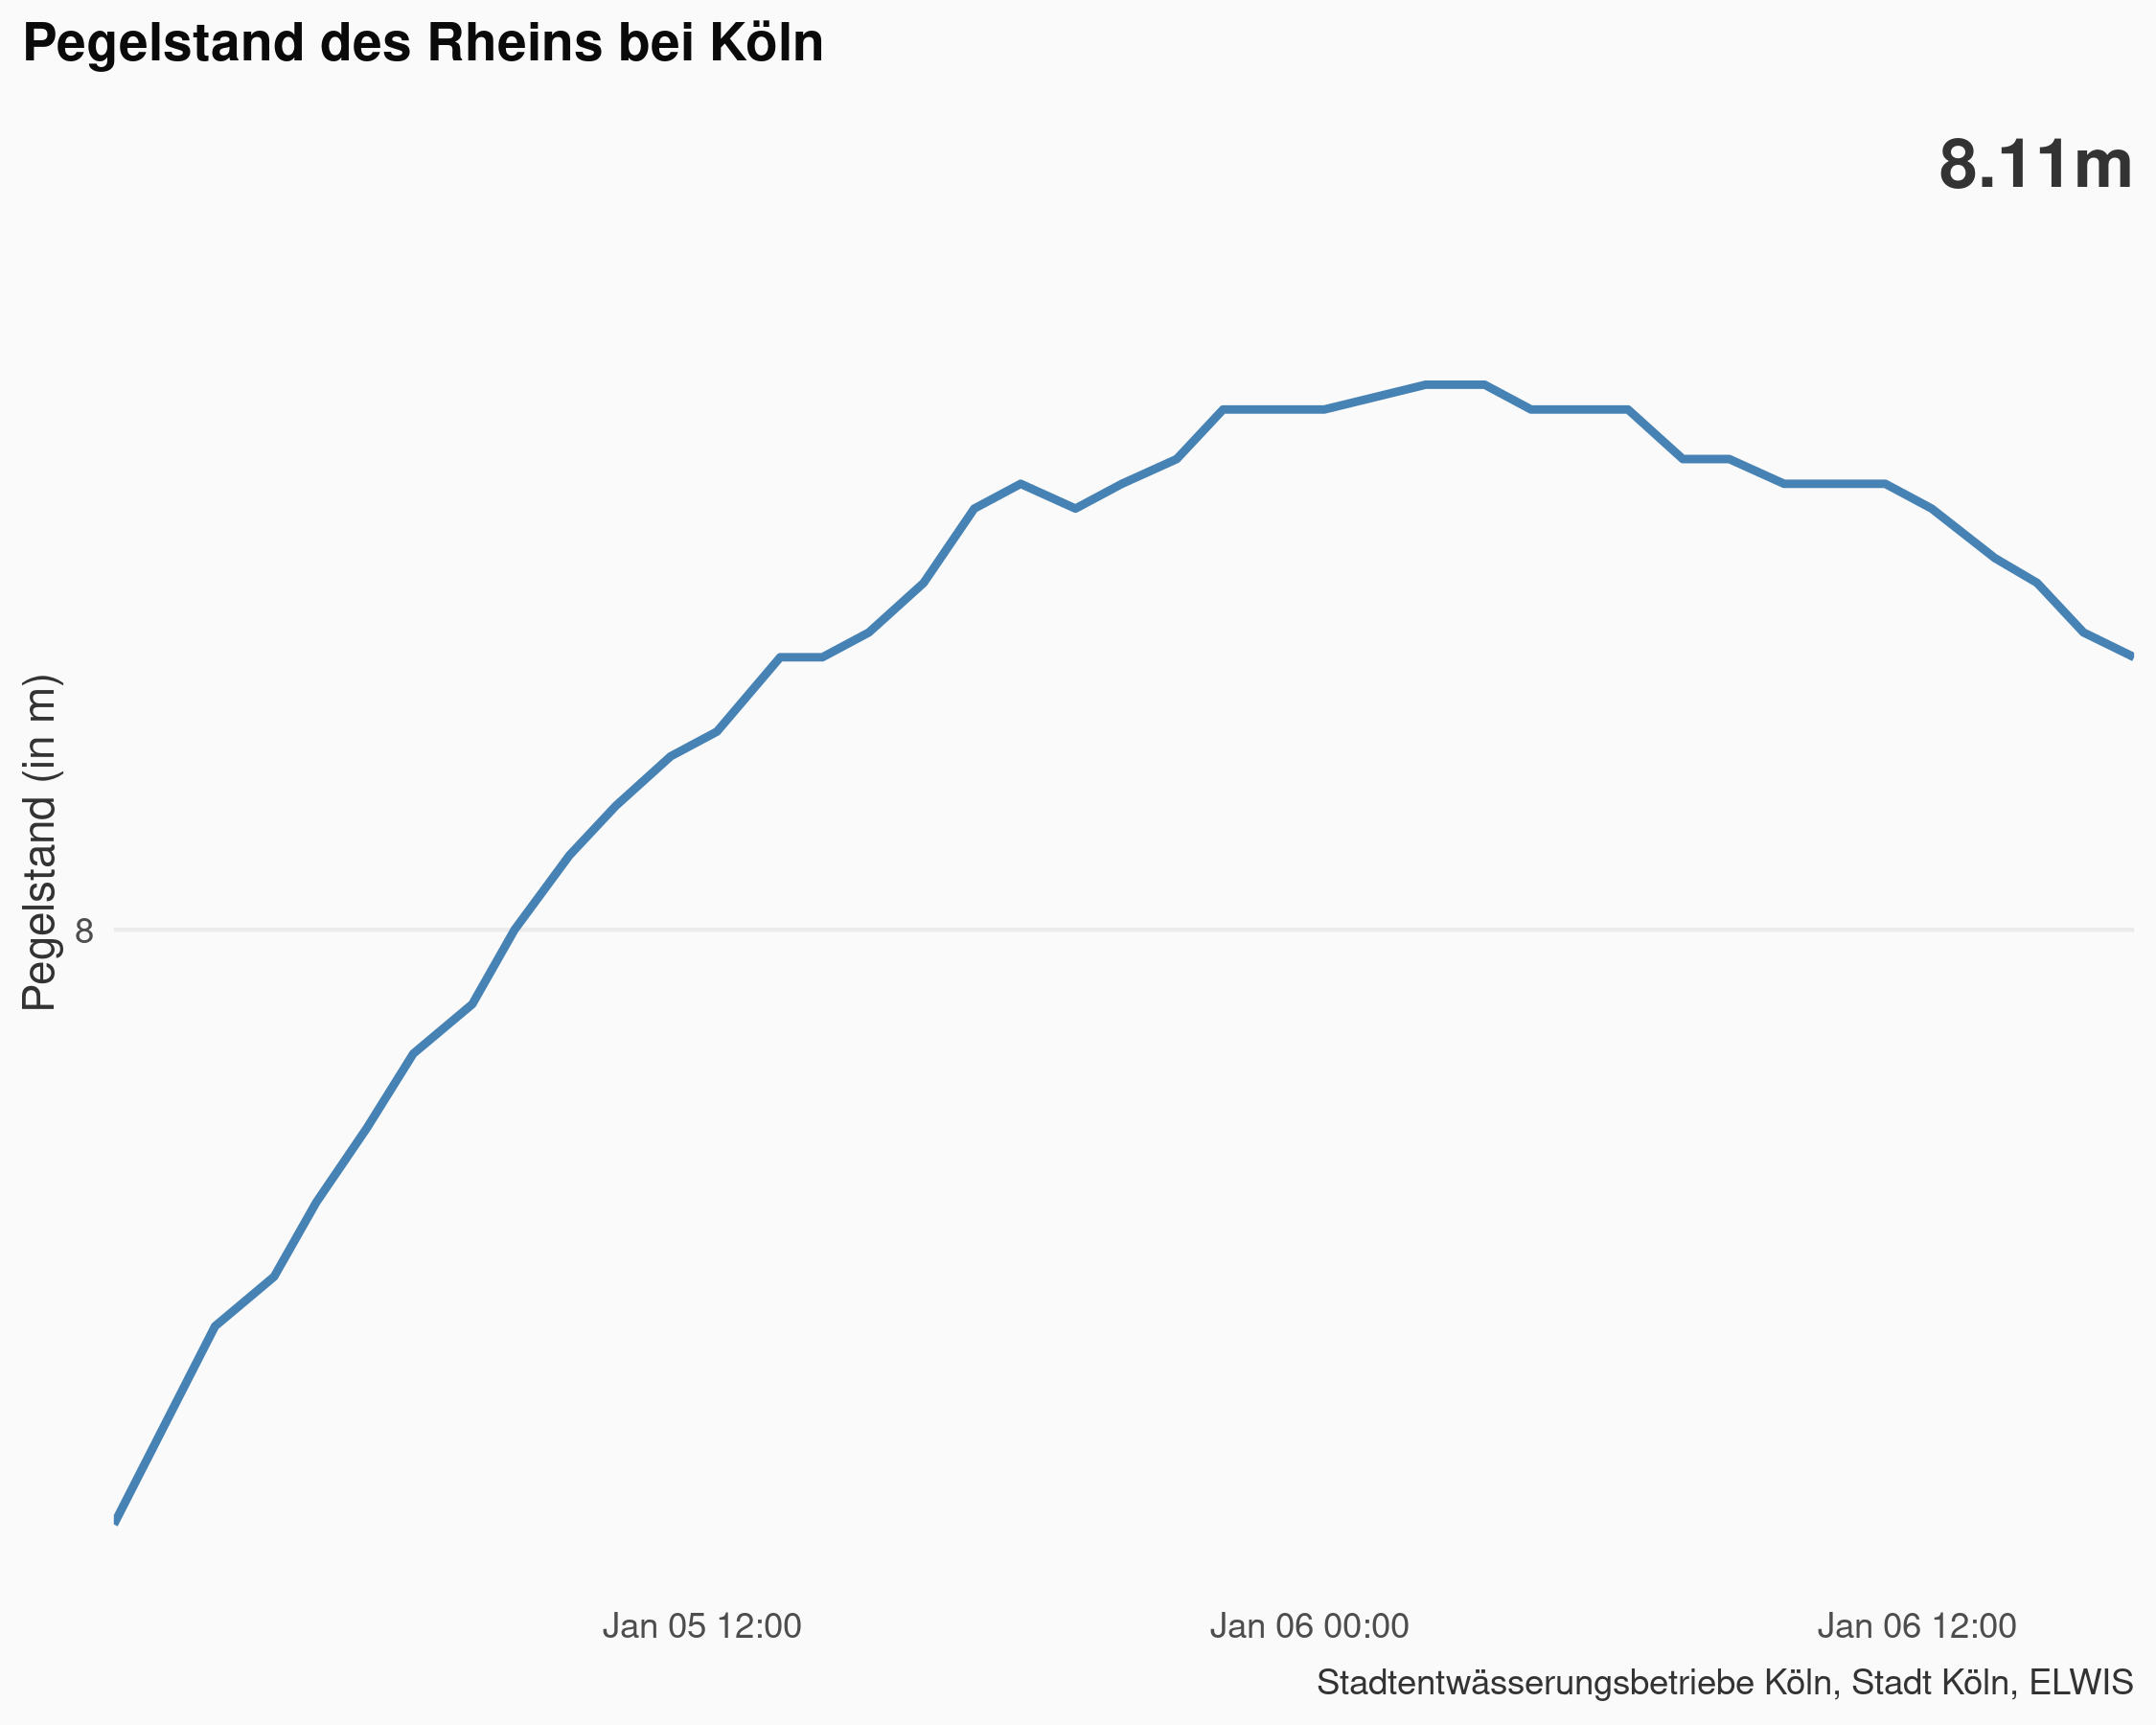 Pegelstand des Rheins bei Köln
8.11m
Pegelstand (in m)
8
Jan 05 12:00
Jan 06 00:00
Jan 06 12:00
Stadtentwässerungsbetriebe Köln, Stadt Köln, ELWIS